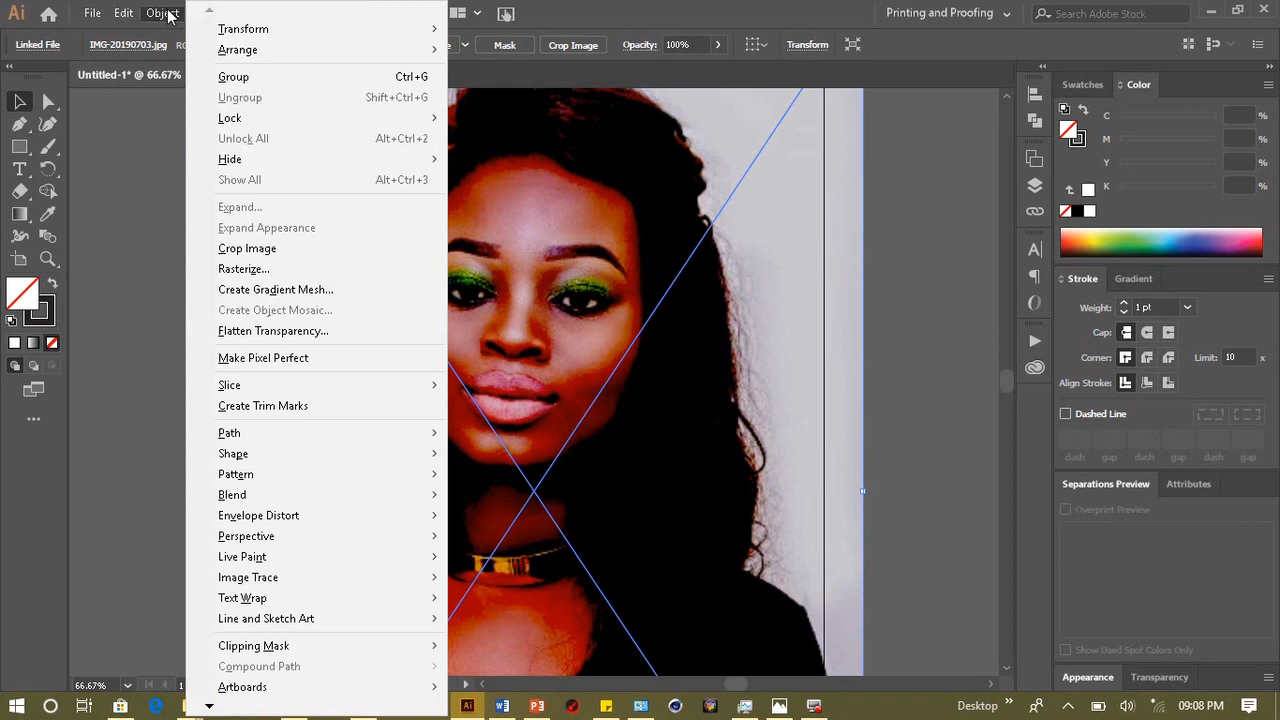 Ai File Edit Object Printing and Proofing Search Adobe Stock
Linked File IMG-20190703.jpg Mask Crop Image Opacity: 100% Transform
Untitled-1* @ 66.67%
Transform
Arrange
Group Ctrl+G
Ungroup Shift+Ctrl+G
Lock
Unlock All Alt+Ctrl+2
Hide
Show All Alt+Ctrl+3
Expand...
Expand Appearance
Crop Image
Rasterize...
Create Gradient Mesh...
Create Object Mosaic...
Flatten Transparency...
Make Pixel Perfect
Slice
Create Trim Marks
Path
Shape
Pattern
Blend
Envelope Distort
Perspective
Live Paint
Image Trace
Text Wrap
Line and Sketch Art
Clipping Mask
Compound Path
Artboards
Swatches Color
C %
M %
Y %
K %
Stroke Gradient
Weight: 1 pt
Cap:
Corner: Limit: 10 x
Align Stroke:
Dashed Line
dash gap dash gap dash gap
Separations Preview Attributes
Overprint Preview
Show Used Spot Colors Only
Appearance Transparency
66.67% 1
Desktop 09:08 PM